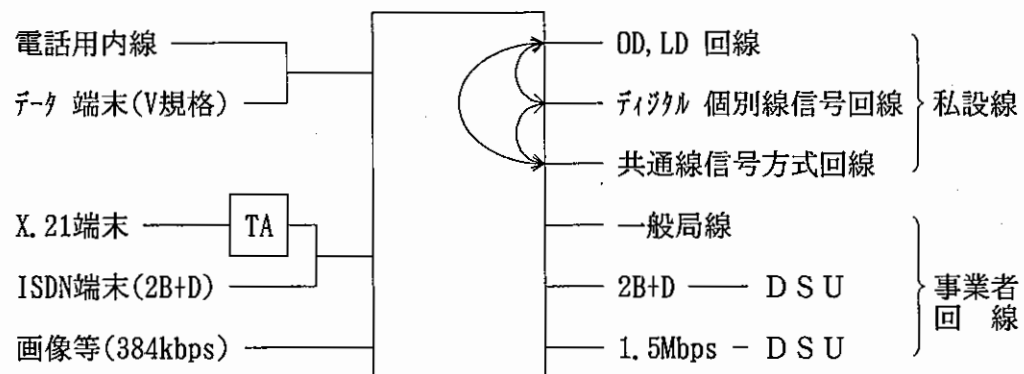 電話用内線
データ 端末(V規格)
X.21端末
TA
ISDN端末(2B+D)
画像等(384kbps)
OD,LD 回線
ディジタル 個別線信号回線
共通線信号方式回線
私設線
一般局線
2B+D ── DSU
1.5Mbps - DSU
事業者
回 線